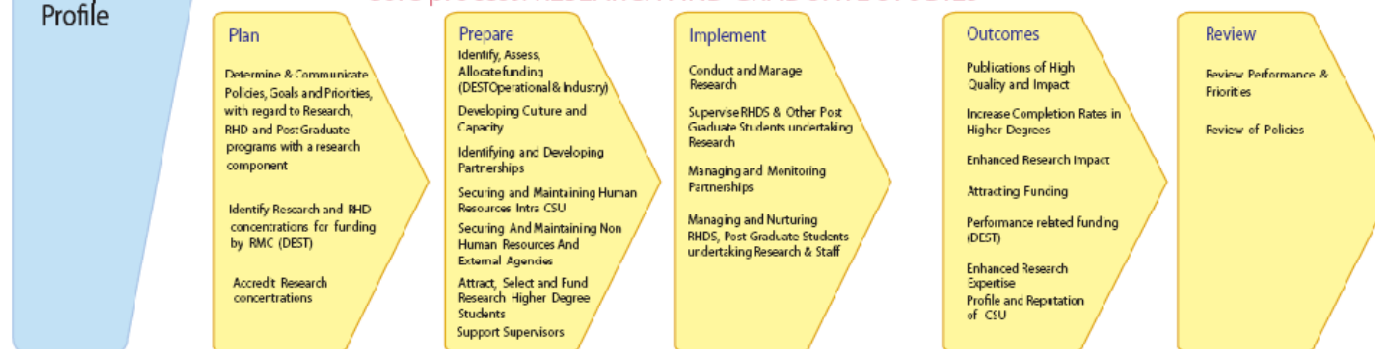 Profile
Plan
Determine & Communicate
Policies, Goals and Priorties,
with regard to Research,
RHD and Post Graduate
programs with a research
component
Identify Research and RHD
concentrations for funding
by RMC (DEST)
Accredit Research
concentrations
Prepare
Identify, Assess,
Allocate funding
(DEST Operational & Industry)
Developing Culture and
Capacity
Identifying and Developing
Partnerships
Securing and Maintaining Human
Resources Intra CSU
Securing And Maintaining Non
Human Resources And
External Agencies
Attract, Select and Fund
Research Higher Degree
Students
Support Supervisors
Implement
Conduct and Manage
Research
Supervise RHDS & Other Post
Graduate Students undertaking
Research
Managing and Monitoring
Partnerships
Managing and Nurturing
RHDS, Post Graduate Students
undertaking Research & Staff
Outcomes
Publications of High
Quality and Impact
Increase Completion Rates in
Higher Degrees
Enhanced Research Impact
Attracting Funding
Performance related funding
(DEST)
Enhanced Research
Expertise
Profile and Reputation
of CSU
Review
Review Performance &
Priorities
Review of Policies